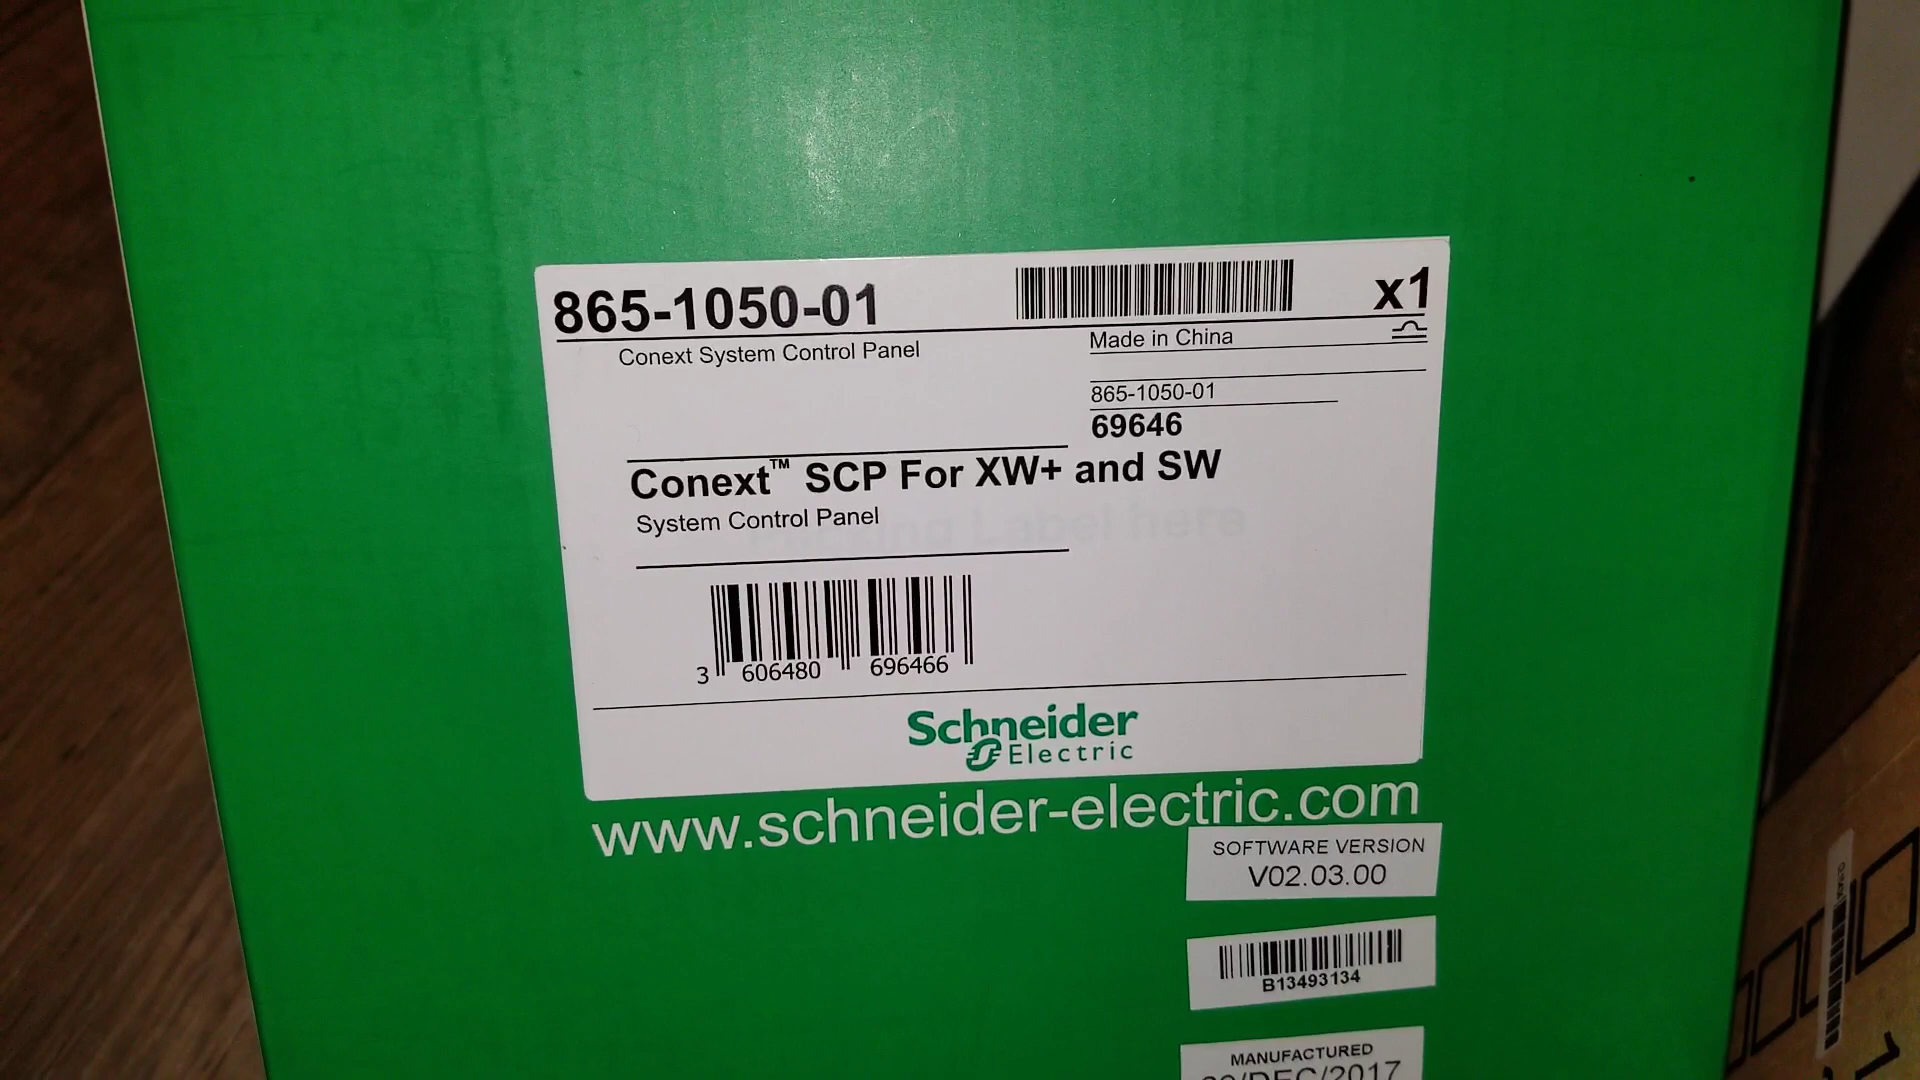 865-1050-01
x1
Conext System Control Panel
Made in China
865-1050-01
69646
Conext™ SCP For XW+ and SW
System Control Panel
3 606480 696466
Schneider
Electric
www.schneider-electric.com
SOFTWARE VERSION
V02.03.00
B13493134
MANUFACTURED
/DEC/2017